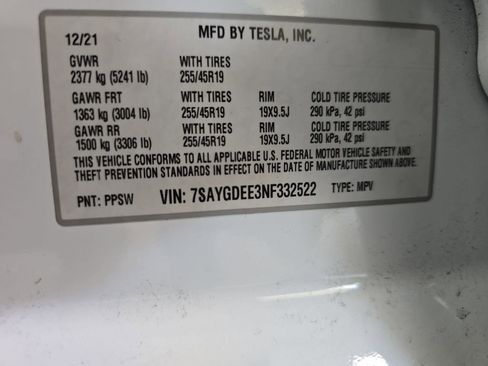 12/21 MFD BY TESLA, INC.
GVWR WITH TIRES
2377 kg (5241 lb) 255/45R19
GAWR FRT WITH TIRES RIM COLD TIRE PRESSURE
1363 kg (3004 lb) 255/45R19 19X9.5J 290 kPa, 42 psi
GAWR RR WITH TIRES RIM COLD TIRE PRESSURE
1500 kg (3306 lb) 255/45R19 19X9.5J 290 kPa, 42 psi
THIS VEHICLE CONFORMS TO ALL APPLICABLE U.S. FEDERAL MOTOR VEHICLE SAFETY AND
THEFT PREVENTION STANDARDS IN EFFECT ON THE DATE OF MANUFACTURE SHOWN ABOVE.
PNT: PPSW VIN: 7SAYGDEE3NF332522 TYPE: MPV